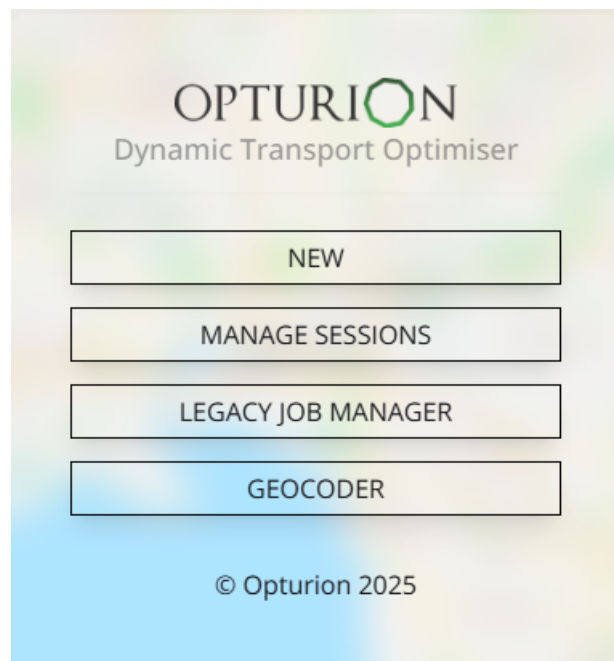 OPTURION
Dynamic Transport Optimiser
NEW
MANAGE SESSIONS
LEGACY JOB MANAGER
GEOCODER
© Opturion 2025